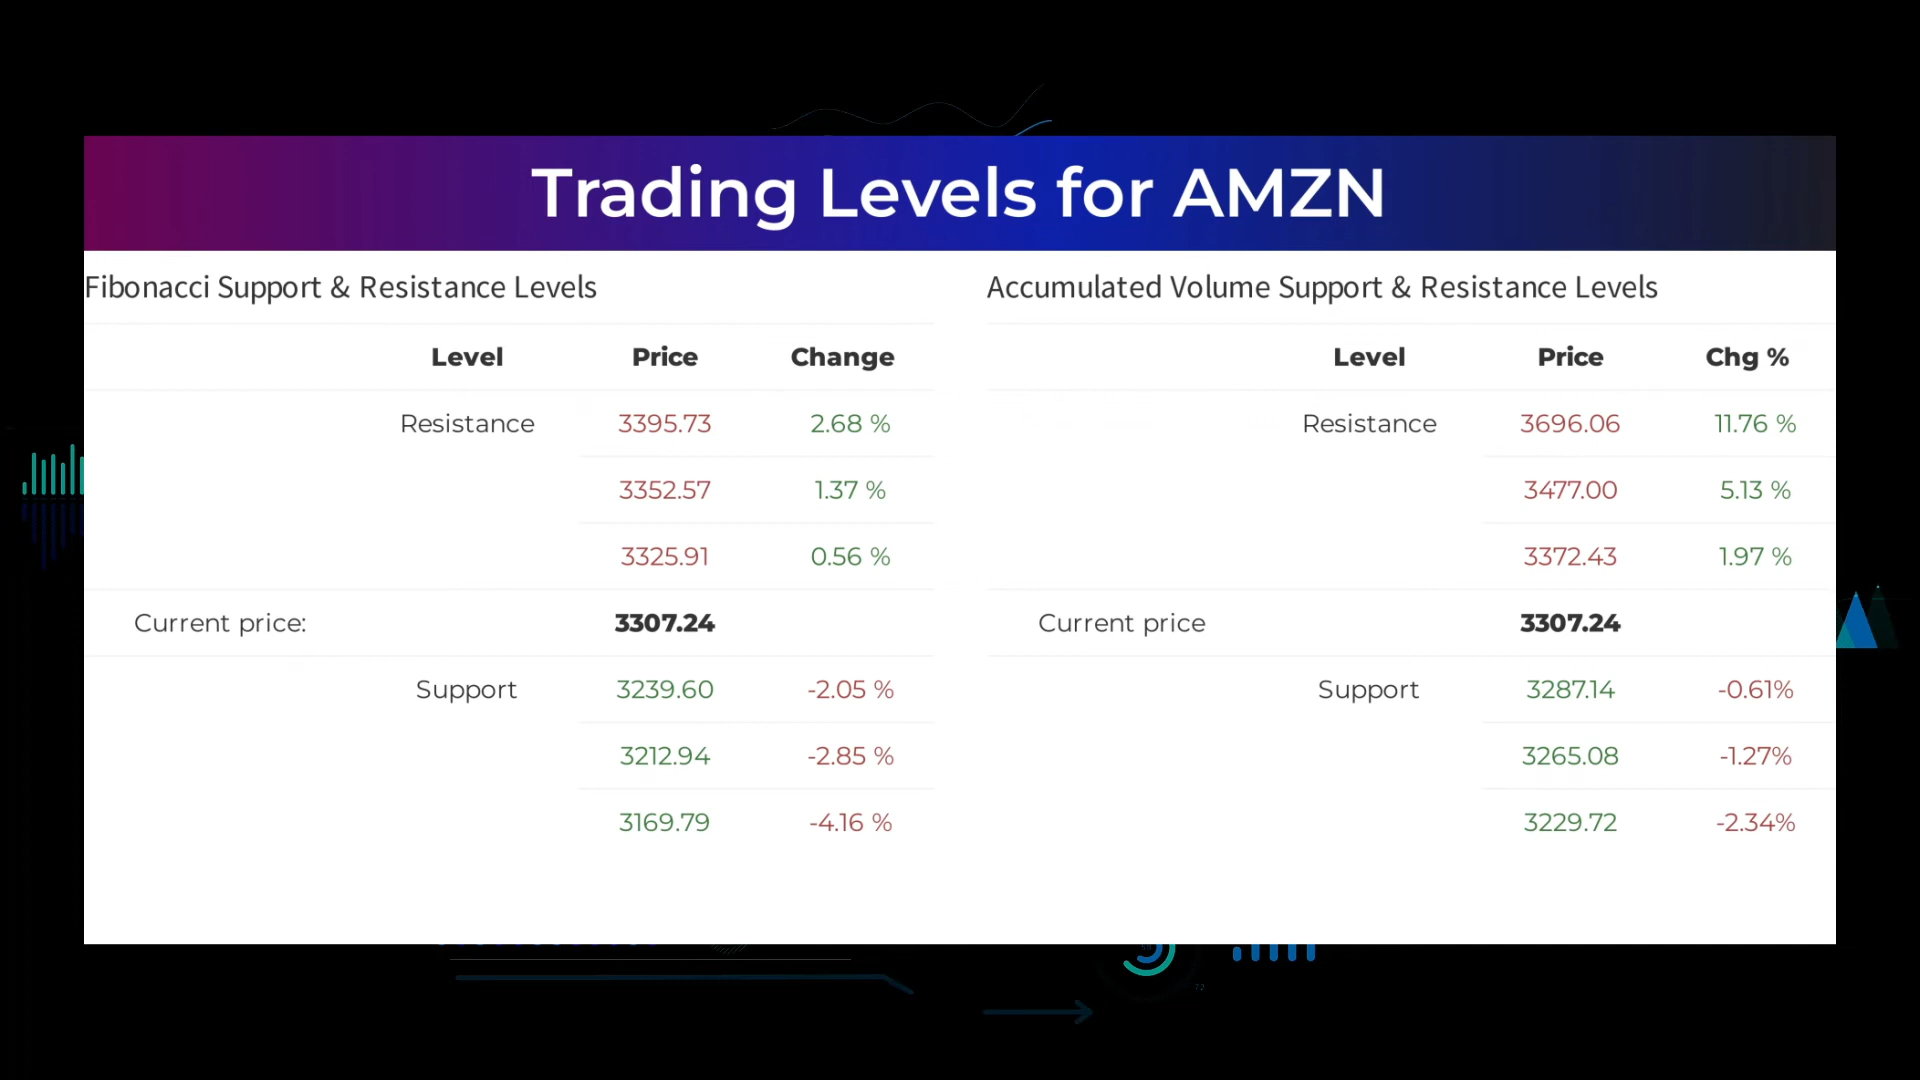 Trading Levels for AMZN
Fibonacci Support & Resistance Levels
Level Price Change
Resistance 3395.73 2.68 %
3352.57 1.37 %
3325.91 0.56 %
Current price: 3307.24
Support 3239.60 -2.05 %
3212.94 -2.85 %
3169.79 -4.16 %
Accumulated Volume Support & Resistance Levels
Level Price Chg %
Resistance 3696.06 11.76 %
3477.00 5.13 %
3372.43 1.97 %
Current price 3307.24
Support 3287.14 -0.61%
3265.08 -1.27%
3229.72 -2.34%
72